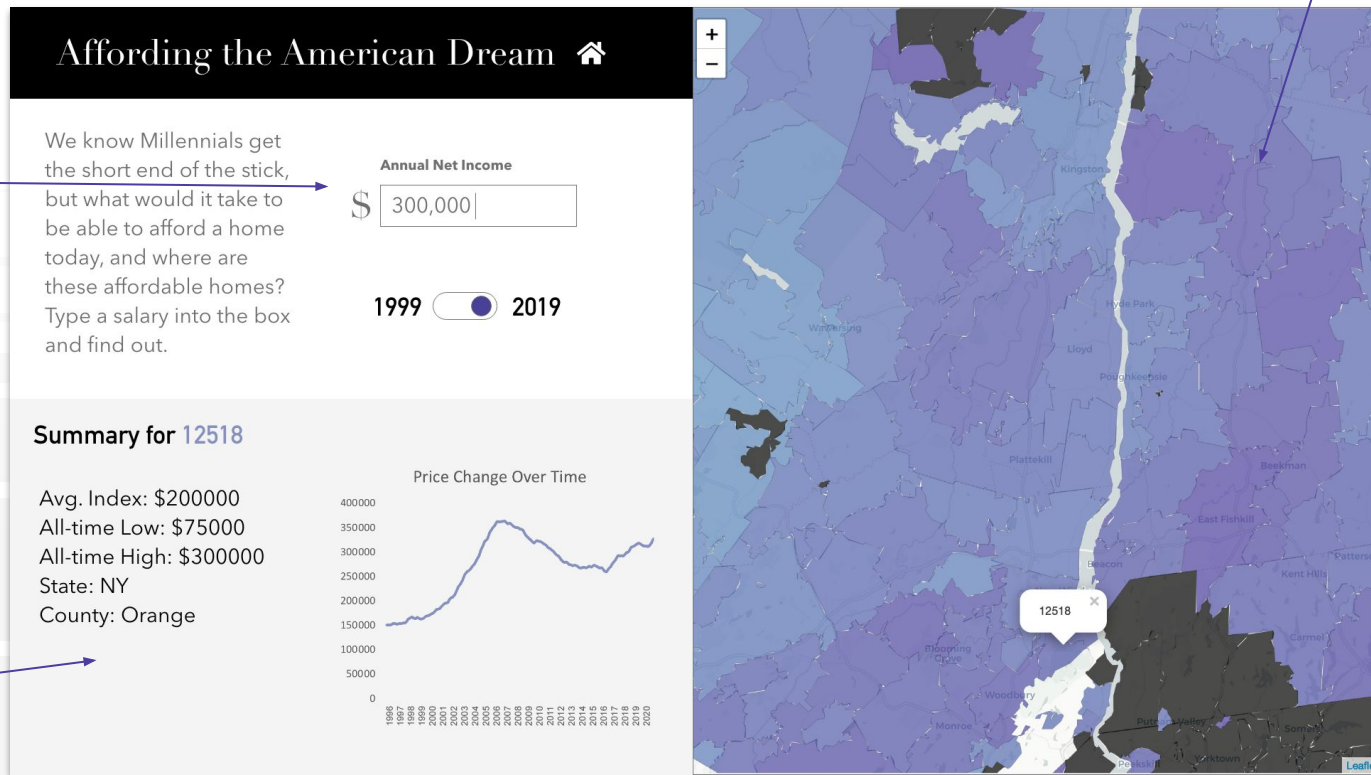 Affording the American Dream
We know Millennials get
the short end of the stick,
but what would it take to
be able to afford a home
today, and where are
these affordable homes?
Type a salary into the box
and find out.
Annual Net Income
$ 300,000
1999 2019
Summary for 12518
Avg. Index: $200000
All-time Low: $75000
All-time High: $300000
State: NY
County: Orange
Price Change Over Time
400000
350000
300000
250000
200000
150000
100000
50000
0
1996 1997 1998 1999 2000 2001 2002 2003 2004 2005 2006 2007 2008 2009 2010 2011 2012 2013 2014 2015 2016 2017 2018 2019 2020
+
−
Kingston
Hyde Park
Wawarsing
Lloyd
Poughkeepsie
Plattekill
Beekman
East Fishkill
Patters
Beacon
Kent Hills
12518 ×
Carmel
Blooming
Grove
Woodbury
Monroe
Putnam Valley
Somers
Peekskill
Yorktown
Leafl